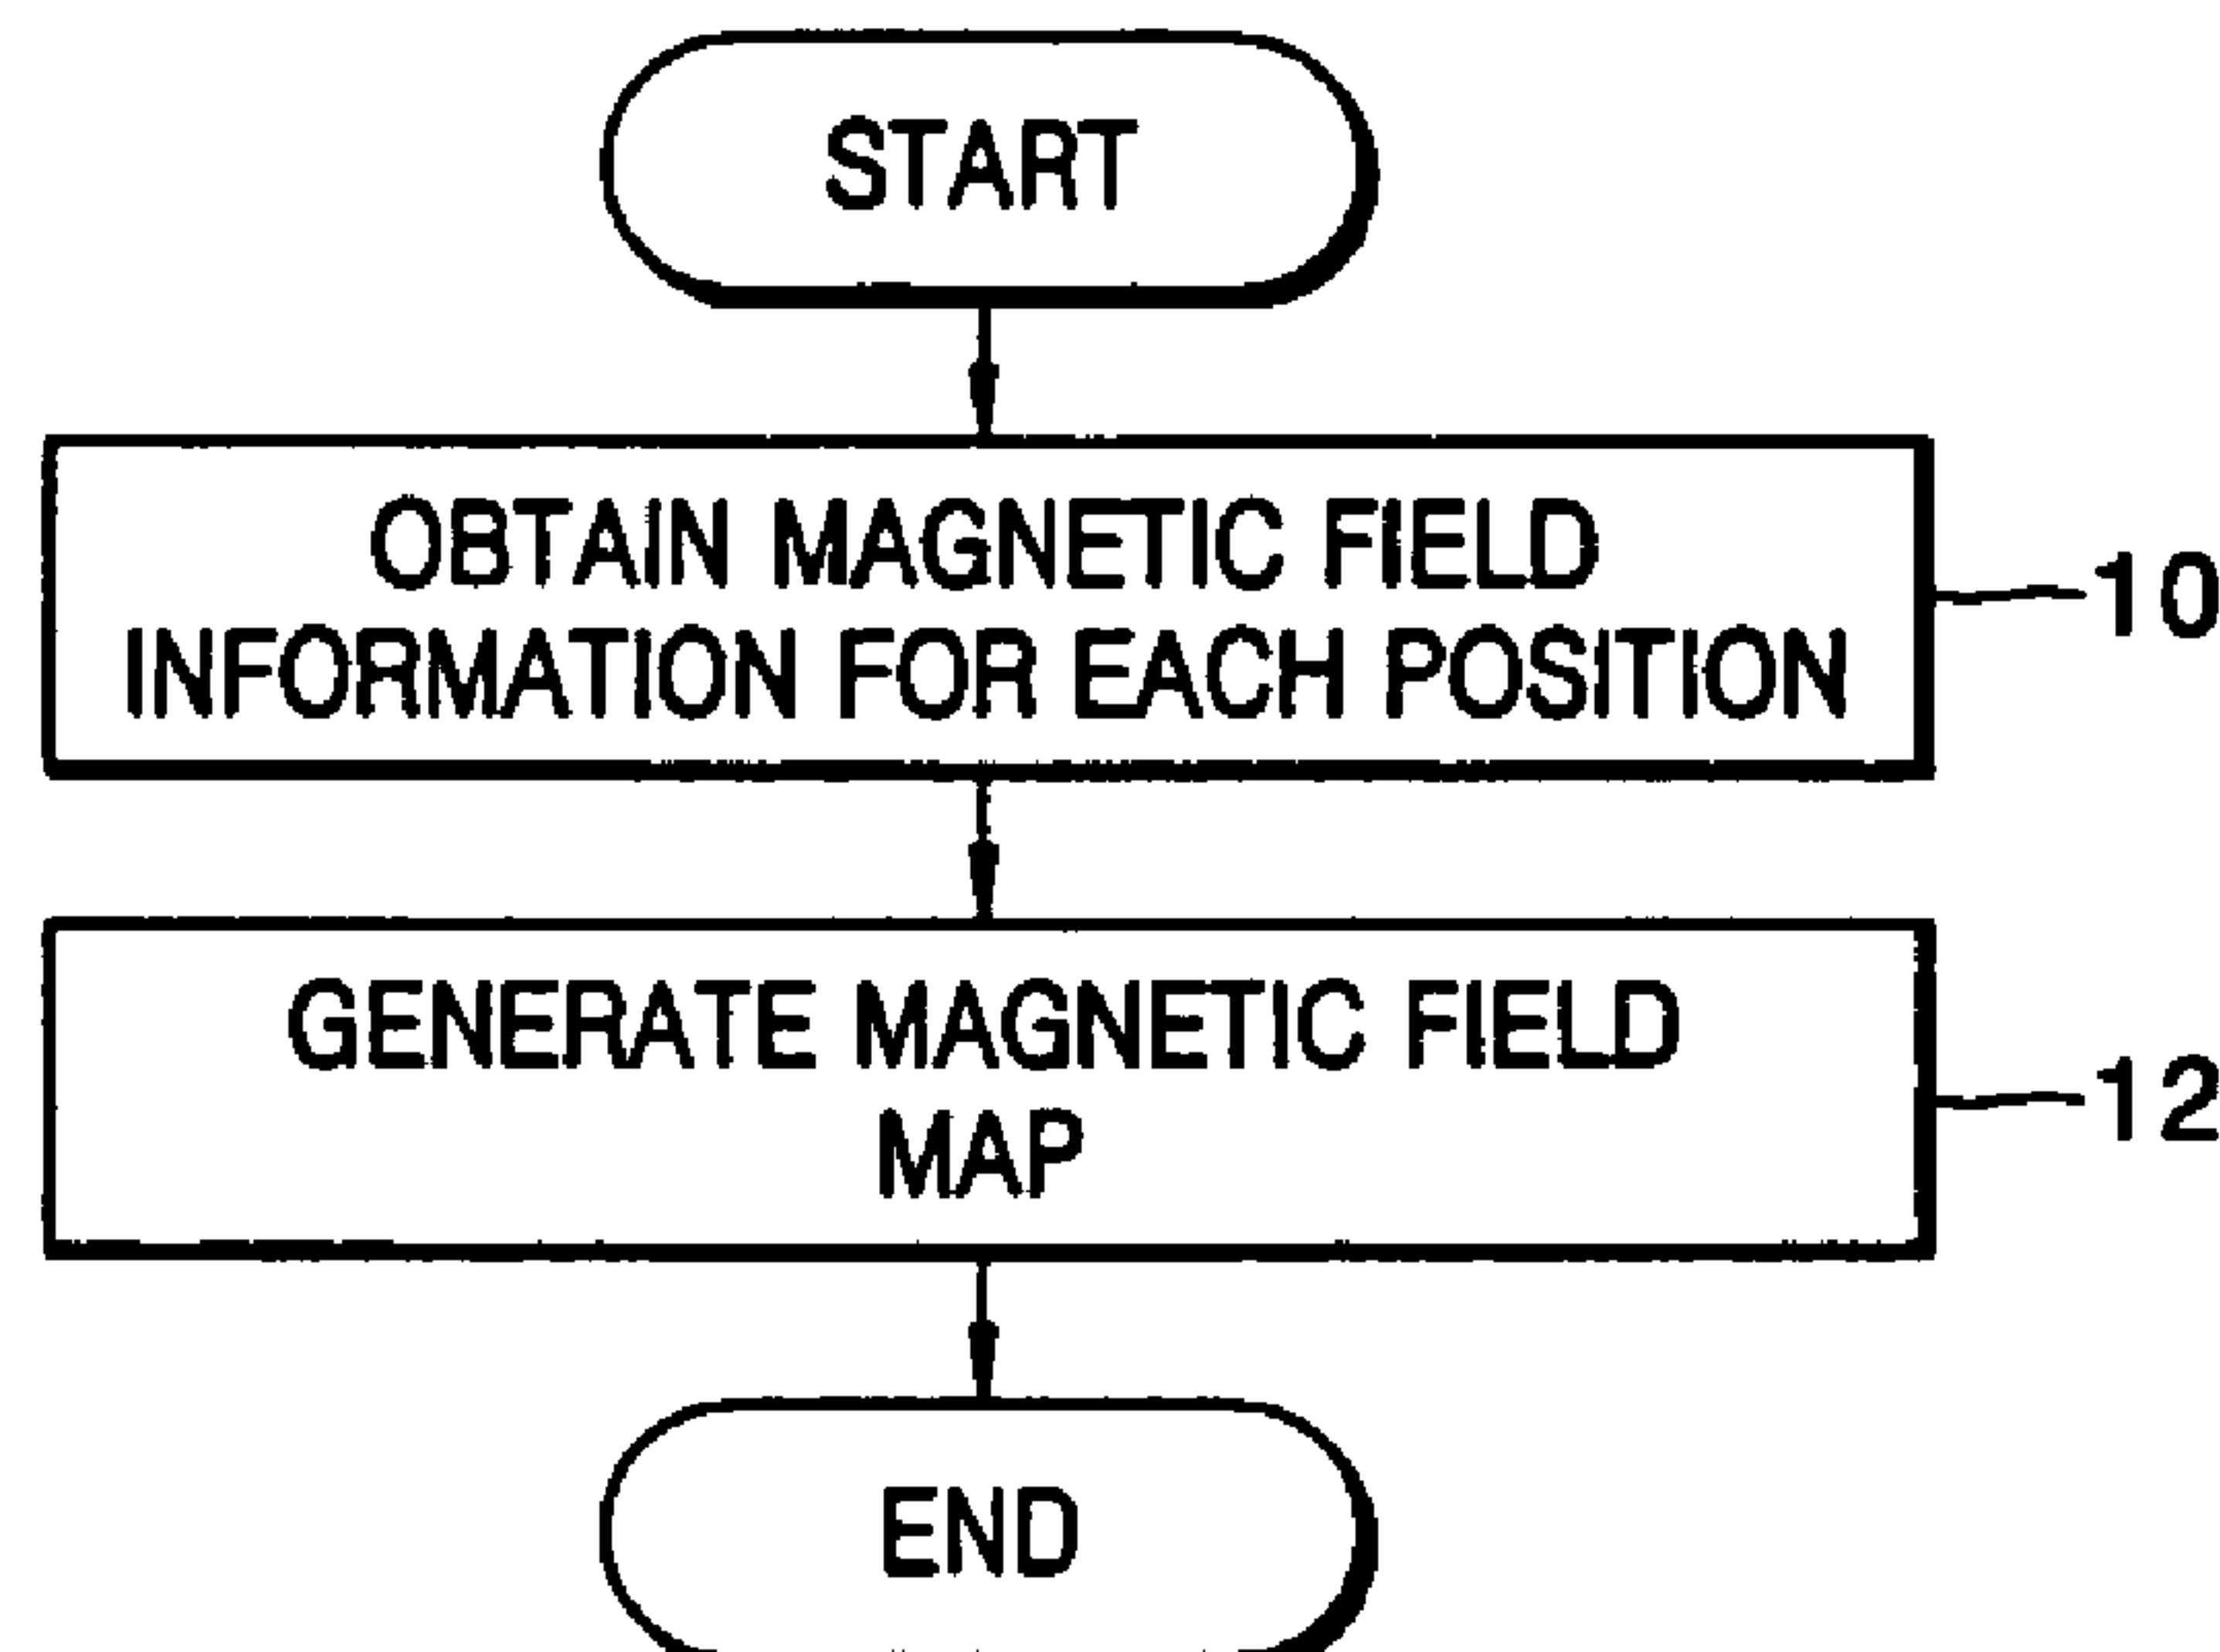 START
OBTAIN MAGNETIC FIELD
INFORMATION FOR EACH POSITION
10
GENERATE MAGNETIC FIELD
MAP
12
END